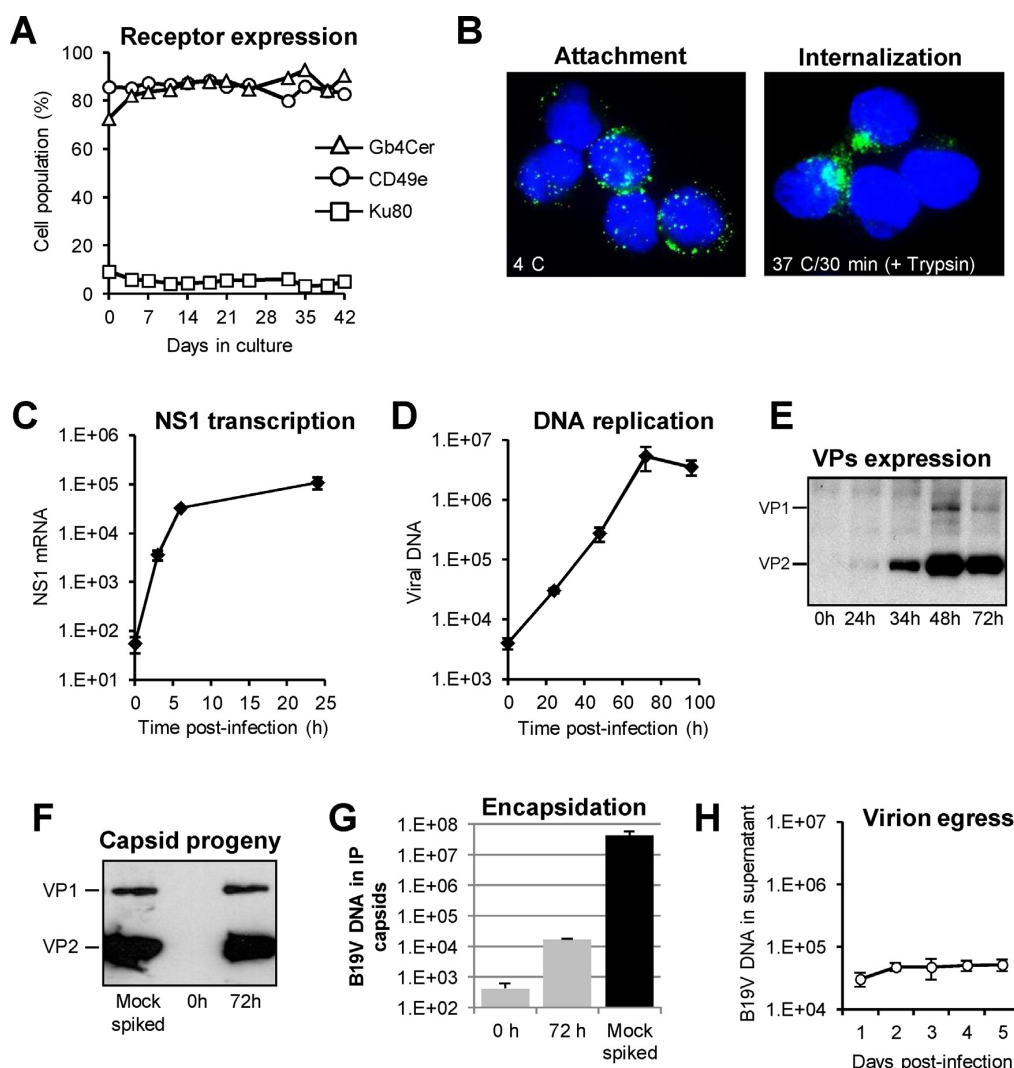 A
Receptor expression
100
80
60
40
20
0
Cell population (%)
Gb4Cer
CD49e
Ku80
0 7 14 21 28 35 42
Days in culture
B
Attachment
Internalization
4 C
37 C/30 min (+ Trypsin)
C
NS1 transcription
1.E+06
1.E+05
1.E+04
1.E+03
1.E+02
1.E+01
NS1 mRNA
0 5 10 15 20 25
Time post-infection (h)
D
DNA replication
1.E+07
1.E+06
1.E+05
1.E+04
1.E+03
Viral DNA
0 20 40 60 80 100
Time post-infection (h)
E
VPs expression
VP1
VP2
0h 24h 34h 48h 72h
F
Capsid progeny
VP1
VP2
Mock 0h 72h
spiked
G
Encapsidation
1.E+08
1.E+07
1.E+06
1.E+05
1.E+04
1.E+03
1.E+02
B19V DNA in IP
capsids
0 h 72 h Mock
spiked
H
Virion egress
1.E+07
1.E+06
1.E+05
1.E+04
B19V DNA in supernatant
1 2 3 4 5
Days post-infection